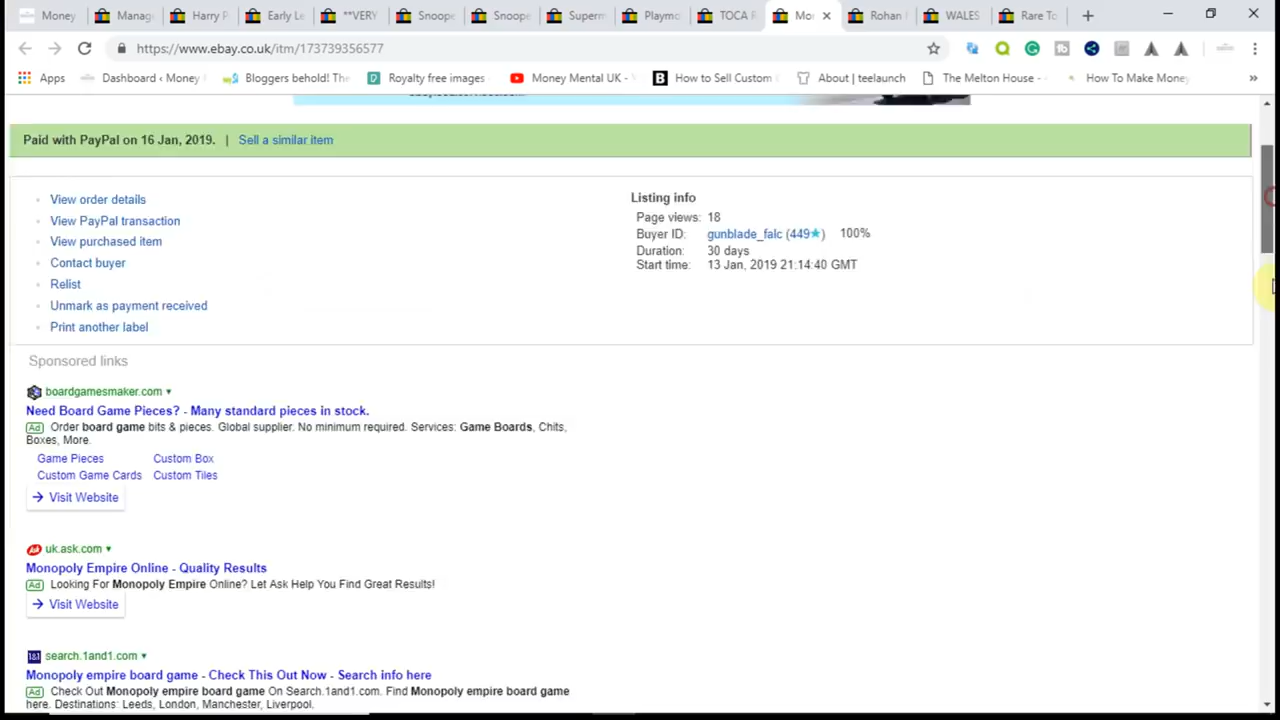 Money
Manag
Harry P
Early Le
**VERY
Snoope
Snoope
Superm
Playmo
TOCA R
Mon
Rohan
WALES
Rare To
https://www.ebay.co.uk/itm/173739356577
Apps
Dashboard ‹ Money
Bloggers behold! The
Royalty free images
Money Mental UK -
How to Sell Custom
About | teelaunch
The Melton House -
How To Make Money
»
Paid with PayPal on 16 Jan, 2019. | Sell a similar item
View order details
View PayPal transaction
View purchased item
Contact buyer
Relist
Unmark as payment received
Print another label
Listing info
Page views: 18
Buyer ID: gunblade_falc (449★) 100%
Duration: 30 days
Start time: 13 Jan, 2019 21:14:40 GMT
Sponsored links
boardgamesmaker.com
Need Board Game Pieces? - Many standard pieces in stock.
Ad Order board game bits & pieces. Global supplier. No minimum required. Services: Game Boards, Chits,
Boxes, More.
Game Pieces Custom Box
Custom Game Cards Custom Tiles
→ Visit Website
uk.ask.com
Monopoly Empire Online - Quality Results
Ad Looking For Monopoly Empire Online? Let Ask Help You Find Great Results!
→ Visit Website
search.1and1.com
Monopoly empire board game - Check This Out Now - Search info here
Ad Check Out Monopoly empire board game On Search.1and1.com. Find Monopoly empire board game
here. Destinations: Leeds, London, Manchester, Liverpool.